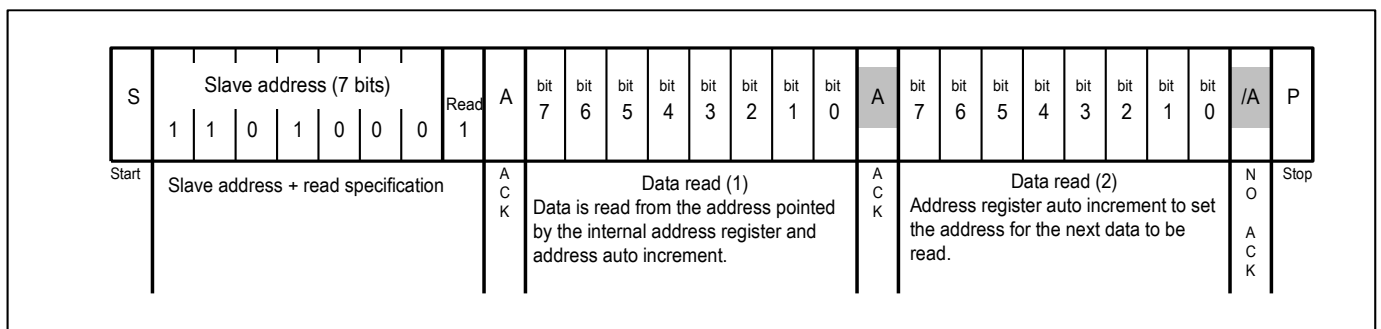 S Slave address (7 bits) Read A bit bit bit bit bit bit bit bit A bit bit bit bit bit bit bit bit /A P
1 1 0 1 0 0 0 1 7 6 5 4 3 2 1 0 7 6 5 4 3 2 1 0
Start
Slave address + read specification
ACK
Data read (1)
Data is read from the address pointed
by the internal address register and
address auto increment.
ACK
Data read (2)
Address register auto increment to set
the address for the next data to be
read.
NO ACK
Stop